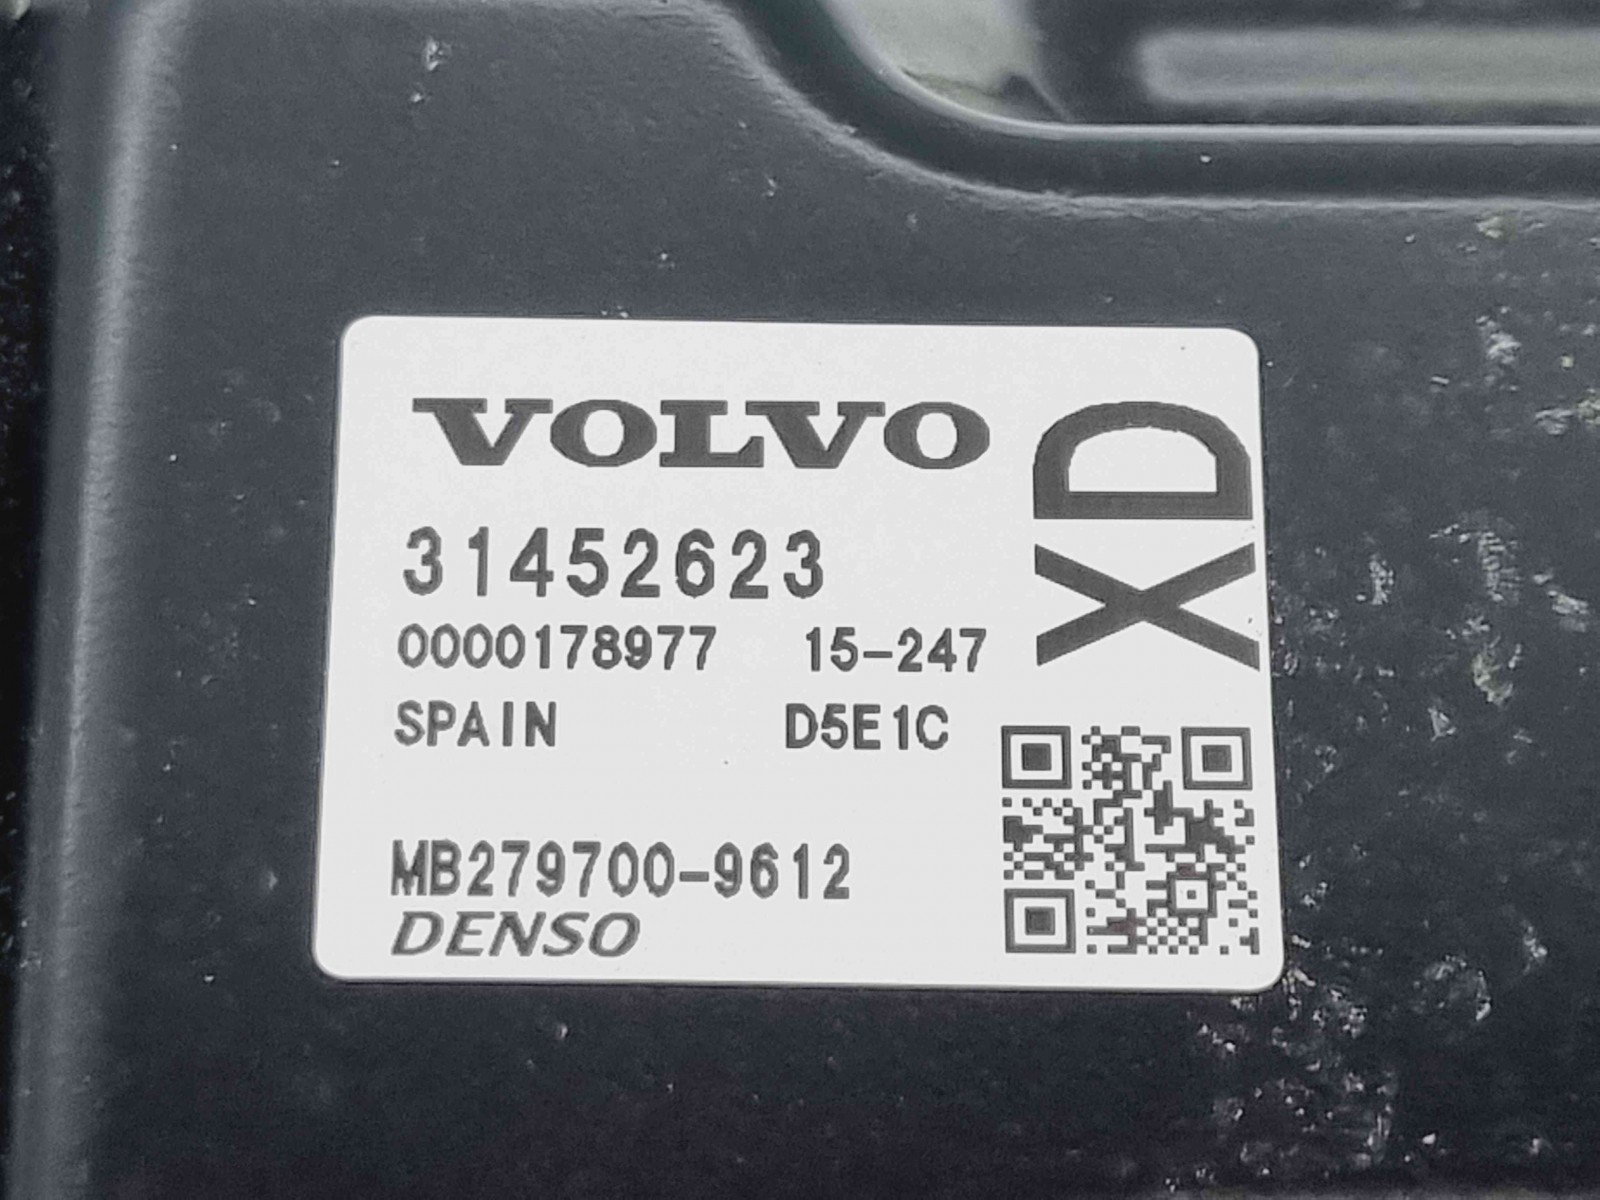 VOLVO
XD
31452623
0000178977 15-247
SPAIN D5E1C
MB279700-9612
DENSO